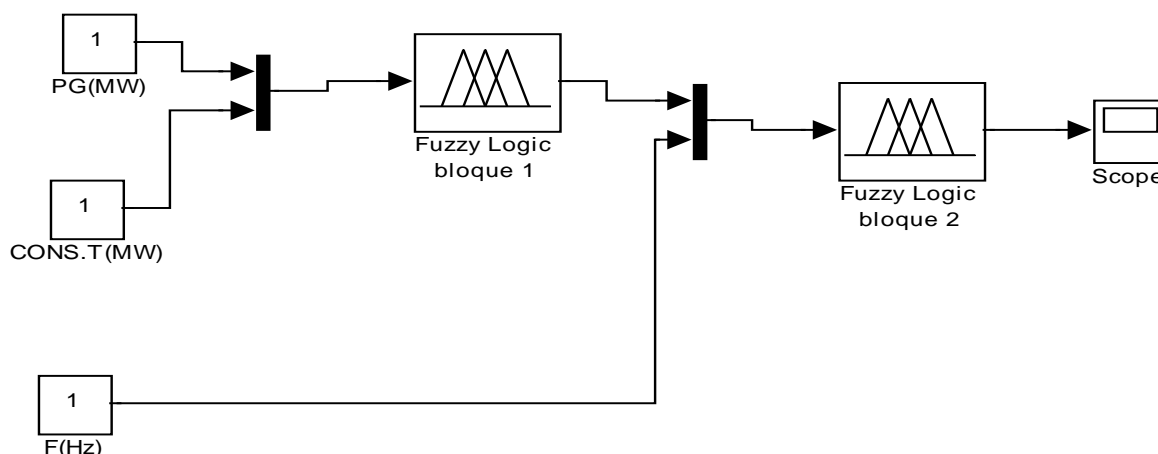 1
PG(MW)
Fuzzy Logic
bloque 1
1
CONS.T(MW)
Fuzzy Logic
bloque 2
Scope
1
F(Hz)